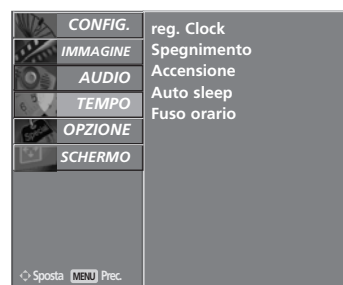 CONFIG.
IMMAGINE
AUDIO
TEMPO
OPZIONE
SCHERMO
reg. Clock
Spegnimento
Accensione
Auto sleep
Fuso orario
Sposta MENU Prec.